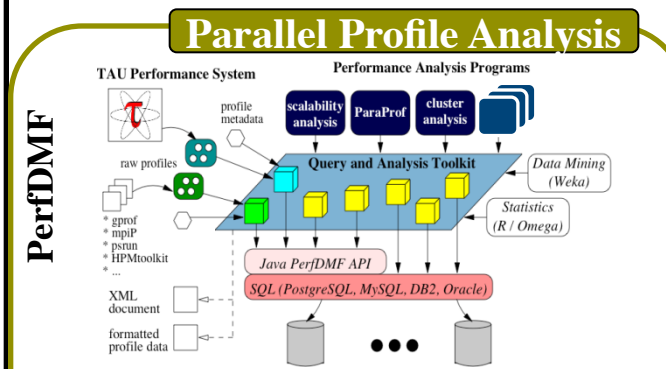 Parallel Profile Analysis
PerfDMF
TAU Performance System
Performance Analysis Programs
τ
profile
metadata
scalability
analysis
ParaProf
cluster
analysis
raw profiles
Query and Analysis Toolkit
Data Mining
(Weka)
Statistics
(R / Omega)
* gprof
* mpiP
* psrun
* HPMtoolkit
* ...
Java PerfDMF API
SQL (PostgreSQL, MySQL, DB2, Oracle)
XML
document
formatted
profile data